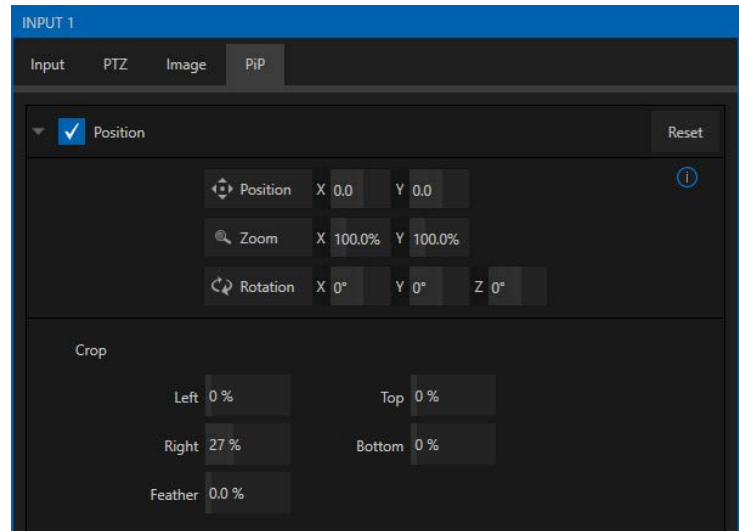 INPUT 1
Input PTZ Image PiP
Position Reset
Position X 0.0 Y 0.0
Zoom X 100.0% Y 100.0%
Rotation X 0° Y 0° Z 0°
Crop
Left 0 % Top 0 %
Right 27 % Bottom 0 %
Feather 0.0 %